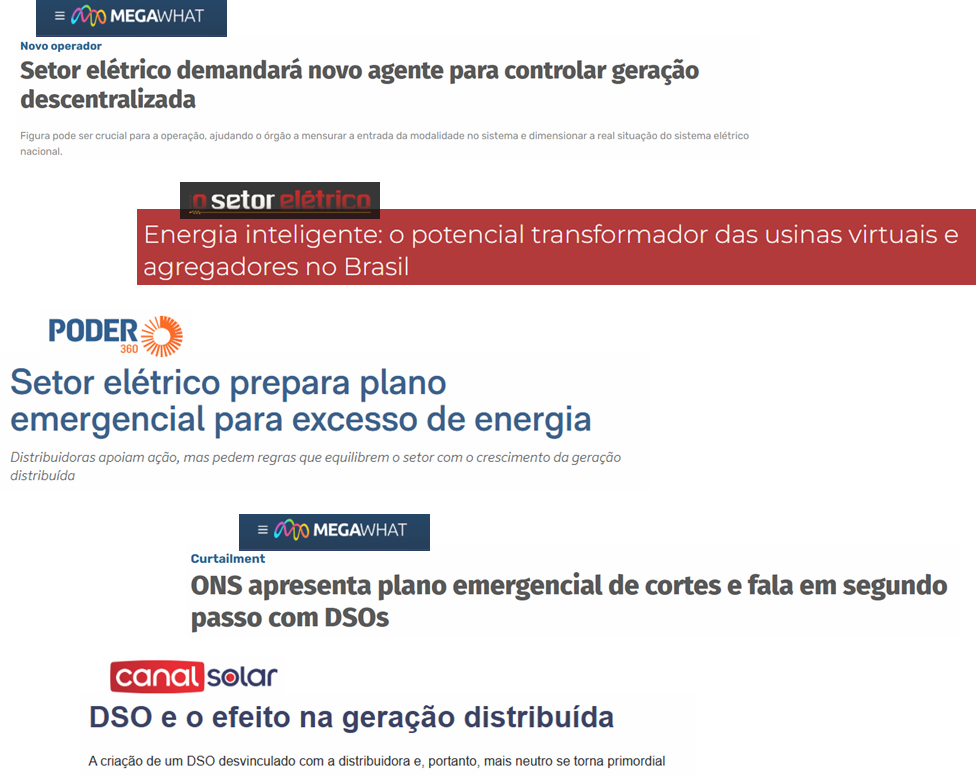 MEGAWHAT
Novo operador
Setor elétrico demandará novo agente para controlar geração
descentralizada
Figura pode ser crucial para a operação, ajudando o órgão a mensurar a entrada da modalidade no sistema e dimensionar a real situação do sistema elétrico
nacional.
o setor elétrico
Energia inteligente: o potencial transformador das usinas virtuais e
agregadores no Brasil
PODER
360
Setor elétrico prepara plano
emergencial para excesso de energia
Distribuidoras apoiam ação, mas pedem regras que equilibrem o setor com o crescimento da geração
distribuída
MEGAWHAT
Curtailment
ONS apresenta plano emergencial de cortes e fala em segundo
passo com DSOs
canal solar
DSO e o efeito na geração distribuída
A criação de um DSO desvinculado com a distribuidora e, portanto, mais neutro se torna primordial